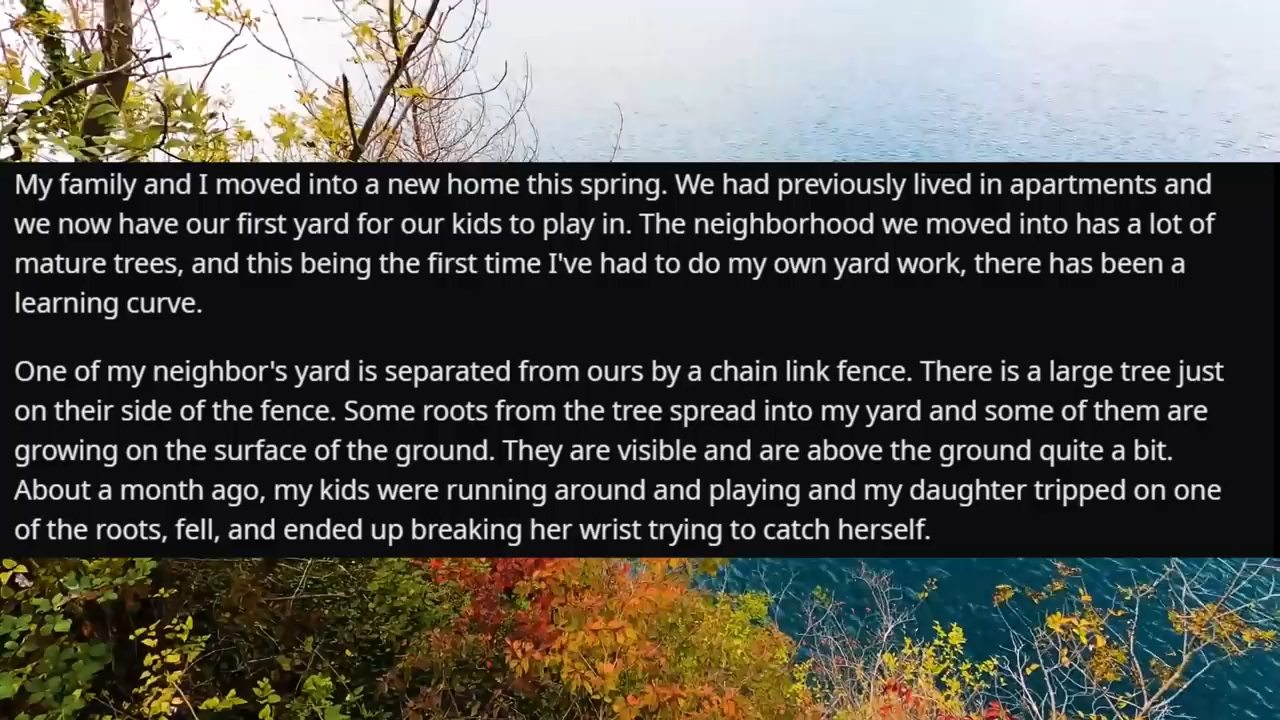 My family and I moved into a new home this spring. We had previously lived in apartments and
we now have our first yard for our kids to play in. The neighborhood we moved into has a lot of
mature trees, and this being the first time I've had to do my own yard work, there has been a
learning curve.
One of my neighbor's yard is separated from ours by a chain link fence. There is a large tree just
on their side of the fence. Some roots from the tree spread into my yard and some of them are
growing on the surface of the ground. They are visible and are above the ground quite a bit.
About a month ago, my kids were running around and playing and my daughter tripped on one
of the roots, fell, and ended up breaking her wrist trying to catch herself.